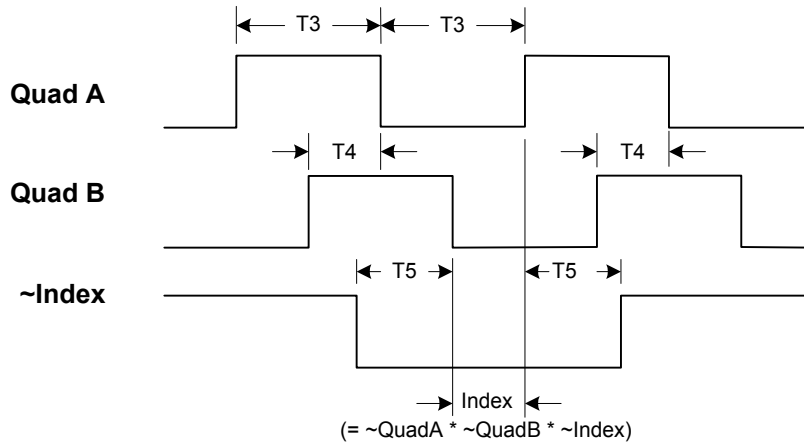 T3 T3
Quad A
T4 T4
Quad B
T5 T5
~Index
Index
(= ~QuadA * ~QuadB * ~Index)